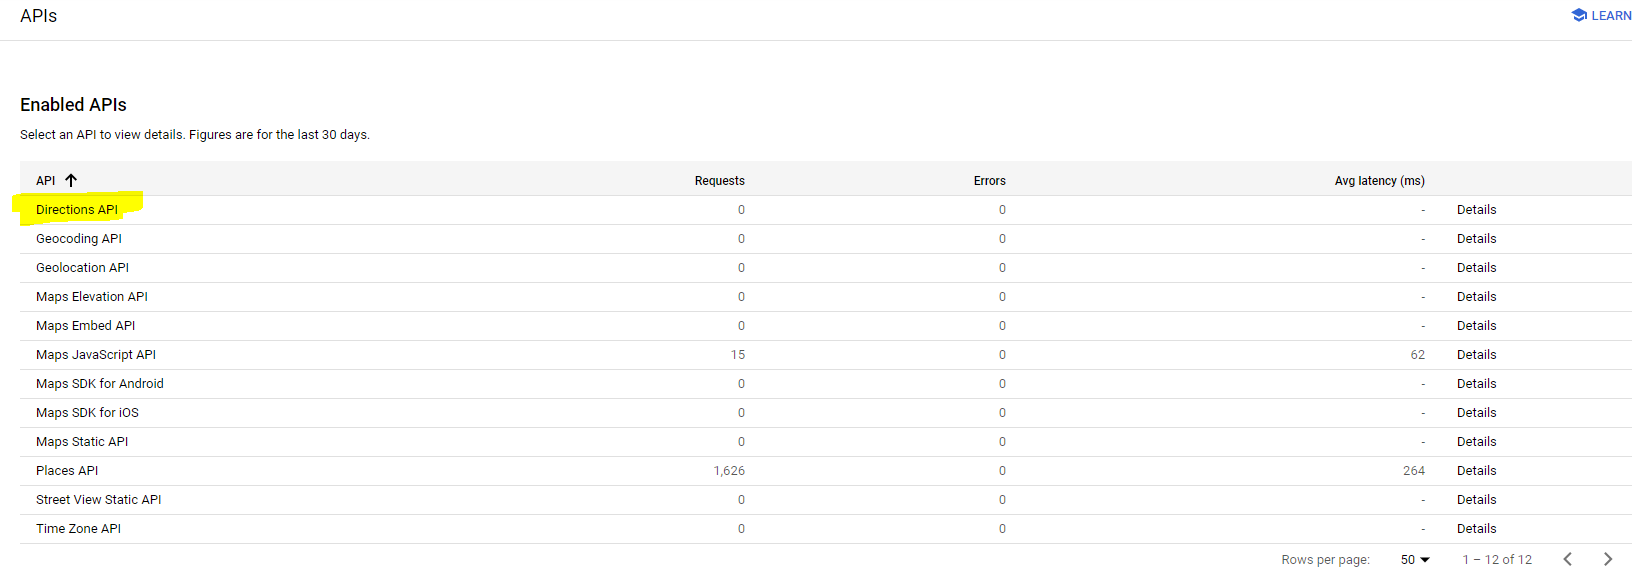 APIs
LEARN
Enabled APIs
Select an API to view details. Figures are for the last 30 days.
API Requests Errors Avg latency (ms)
Directions API 0 0 - Details
Geocoding API 0 0 - Details
Geolocation API 0 0 - Details
Maps Elevation API 0 0 - Details
Maps Embed API 0 0 - Details
Maps JavaScript API 15 0 62 Details
Maps SDK for Android 0 0 - Details
Maps SDK for iOS 0 0 - Details
Maps Static API 0 0 - Details
Places API 1,626 0 264 Details
Street View Static API 0 0 - Details
Time Zone API 0 0 - Details
Rows per page: 50 1 – 12 of 12